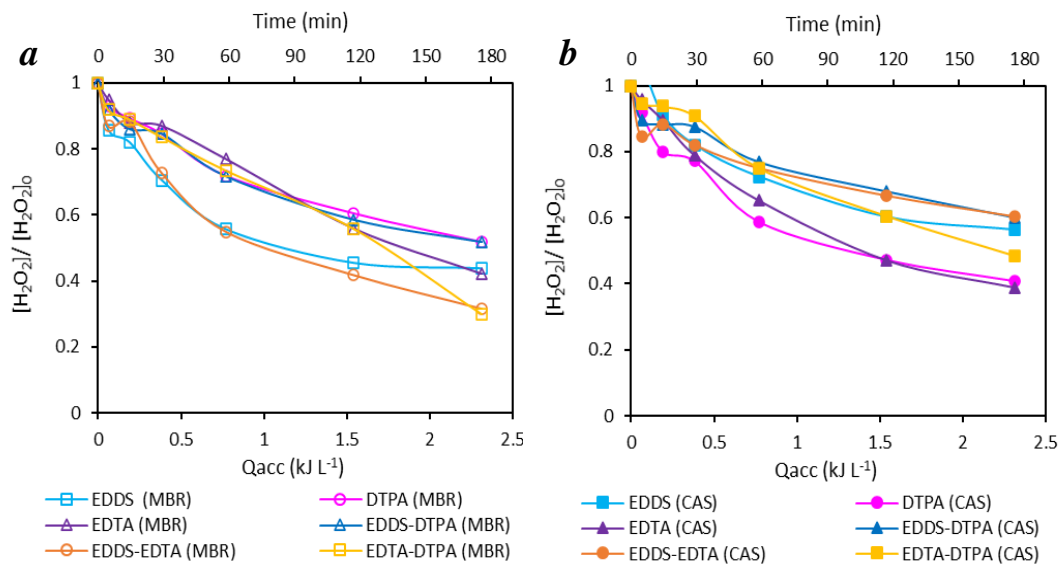 a
Time (min)
0 30 60 90 120 150 180
1
0.8
0.6
0.4
0.2
0
[H₂O₂]/ [H₂O₂]₀
0 0.5 1 1.5 2 2.5
Qacc (kJ L⁻¹)
EDDS (MBR) DTPA (MBR)
EDTA (MBR) EDDS-DTPA (MBR)
EDDS-EDTA (MBR) EDTA-DTPA (MBR)
b
Time (min)
0 30 60 90 120 150 180
1
0.8
0.6
0.4
0.2
0
[H₂O₂]/ [H₂O₂]₀
0 0.5 1 1.5 2 2.5
Qacc (kJ L⁻¹)
EDDS (CAS) DTPA (CAS)
EDTA (CAS) EDDS-DTPA (CAS)
EDDS-EDTA (CAS) EDTA-DTPA (CAS)